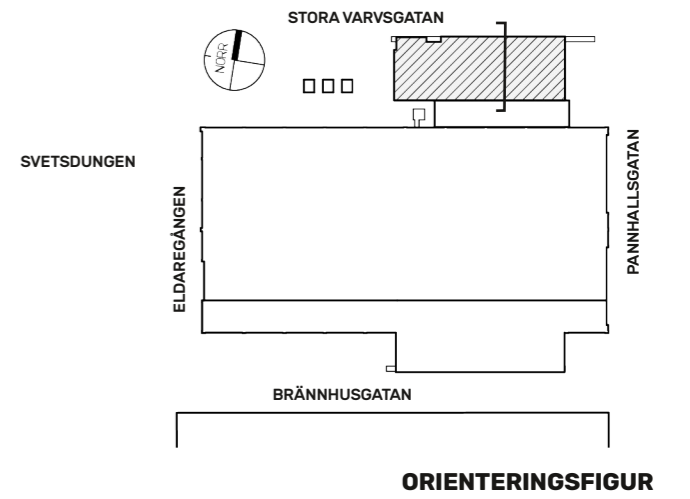 STORA VARVSGATAN
NORR
SVETSDUNGEN
ELDAREGÅNGEN
PANNHALLSGATAN
BRÄNNHUSGATAN
ORIENTERINGSFIGUR